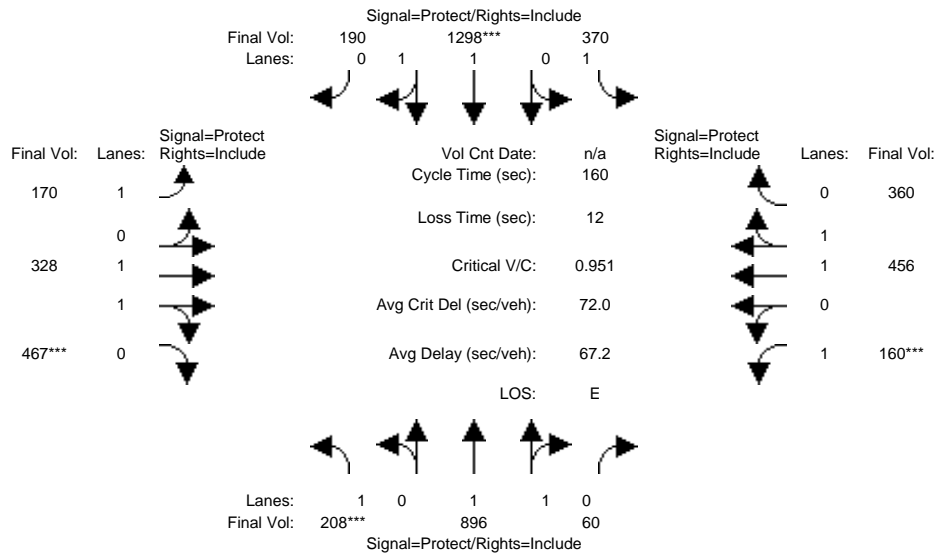 Signal=Protect/Rights=Include
Final Vol: 190 1298*** 370
Lanes: 0 1 1 0 1
Signal=Protect
Final Vol: Lanes: Rights=Include
Vol Cnt Date: n/a
Signal=Protect
Rights=Include Lanes: Final Vol:
Cycle Time (sec): 160
170 1
0 360
Loss Time (sec): 12
0
1
328 1
Critical V/C: 0.951
1 456
1
Avg Crit Del (sec/veh): 72.0
0
467*** 0
Avg Delay (sec/veh): 67.2
1 160***
LOS: E
Lanes: 1 0 1 1 0
Final Vol: 208*** 896 60
Signal=Protect/Rights=Include